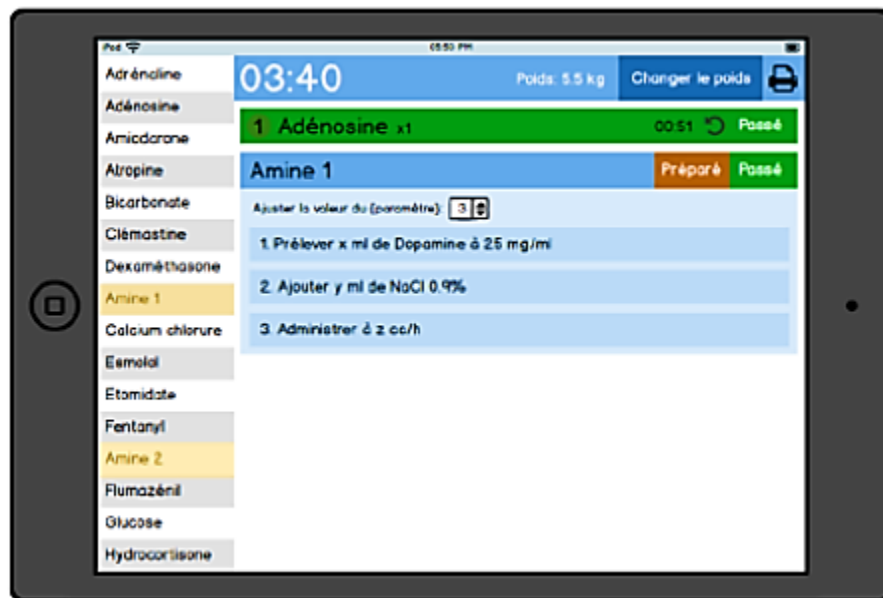 iPad
05:50 PM
Adrénaline
Adénosine
Amiodarone
Atropine
Bicarbonate
Clémastine
Dexaméthasone
Amine 1
Calcium chlorure
Esmolol
Etomidate
Fentanyl
Amine 2
Flumazénil
Glucose
Hydrocortisone
03:40 Poids: 5.5 kg Changer le poids
1 Adénosine x1 00:51 Passé
Amine 1 Préparé Passé
Ajuster la valeur du {paramètre}: 3
1. Prélever x ml de Dopamine à 25 mg/ml
2. Ajouter y ml de NaCl 0.9%
3. Administrer à z cc/h